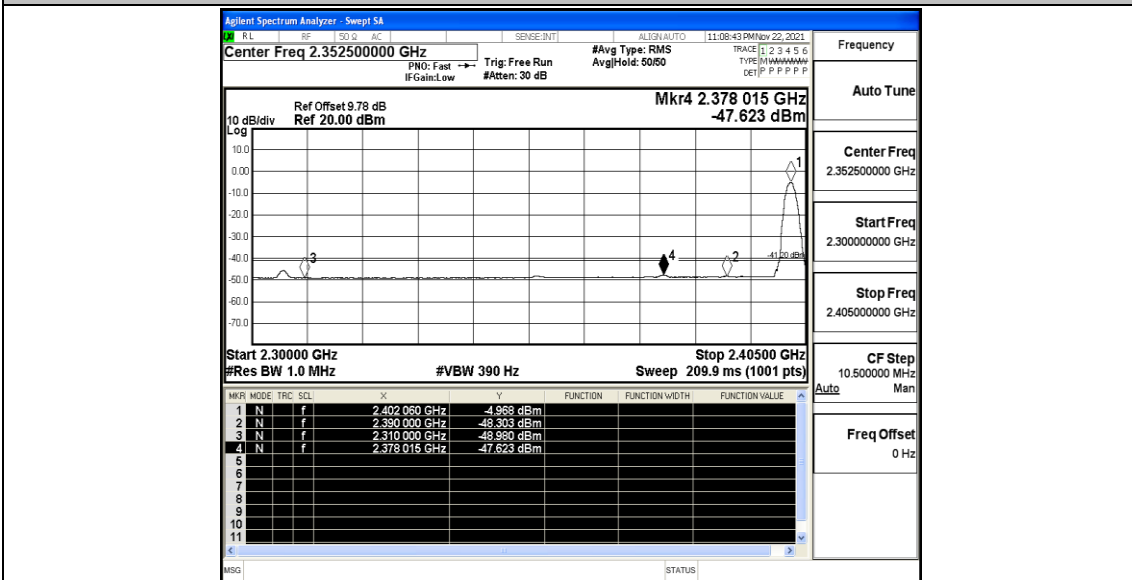 Agilent Spectrum Analyzer - Swept SA
RL RF 50 Ω AC SENSE:INT ALIGN AUTO 11:08:43 PM Nov 22, 2021
Center Freq 2.352500000 GHz
PNO: Fast
IFGain:Low
Trig: Free Run
#Atten: 30 dB
#Avg Type: RMS
Avg|Hold: 50/50
TRACE 1 2 3 4 5 6
TYPE M W W W W W
DET P P P P P P
Mkr4 2.378 015 GHz
-47.623 dBm
Ref Offset 9.78 dB
10 dB/div Ref 20.00 dBm
Log
10.0
0.00
-10.0
-20.0
-30.0
-40.0
-50.0
-60.0
-70.0
1
3
4
2
-41.20 dBm
Start 2.30000 GHz Stop 2.40500 GHz
#Res BW 1.0 MHz #VBW 390 Hz Sweep 209.9 ms (1001 pts)
MKR MODE TRC SCL X Y FUNCTION FUNCTION WIDTH FUNCTION VALUE
1 N f 2.402 060 GHz -4.968 dBm
2 N f 2.390 000 GHz -48.303 dBm
3 N f 2.310 000 GHz -48.980 dBm
4 N f 2.378 015 GHz -47.623 dBm
5
6
7
8
9
10
11
MSG STATUS
Frequency
Auto Tune
Center Freq
2.352500000 GHz
Start Freq
2.300000000 GHz
Stop Freq
2.405000000 GHz
CF Step
10.500000 MHz
Auto Man
Freq Offset
0 Hz